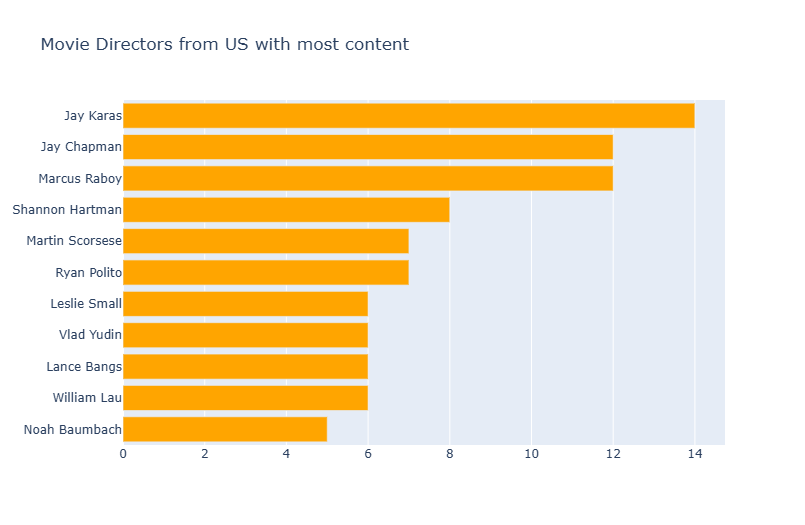 Movie Directors from US with most content
Jay Karas
Jay Chapman
Marcus Raboy
Shannon Hartman
Martin Scorsese
Ryan Polito
Leslie Small
Vlad Yudin
Lance Bangs
William Lau
Noah Baumbach
0 2 4 6 8 10 12 14